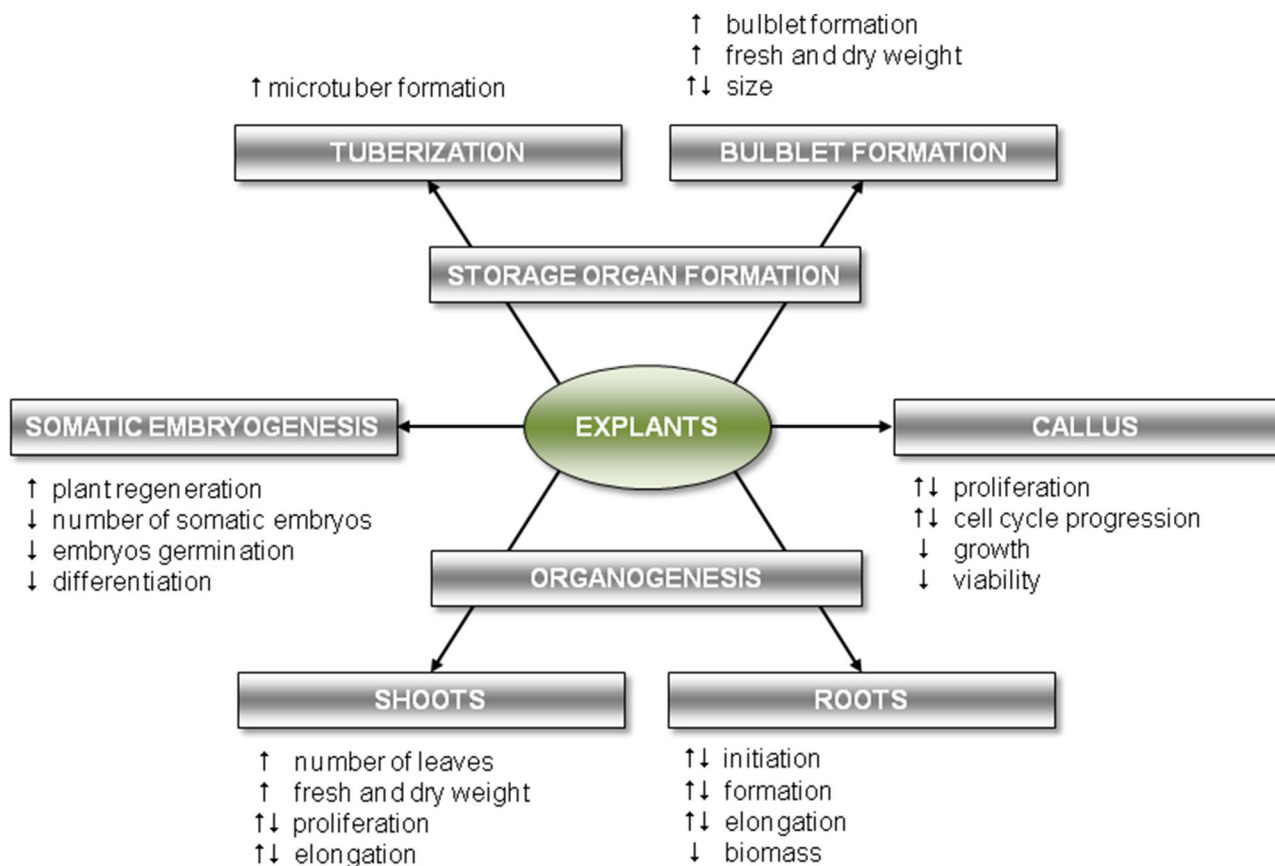 ↑ bulblet formation
↑ fresh and dry weight
↑↓ size
↑ microtuber formation
TUBERIZATION
BULBLET FORMATION
STORAGE ORGAN FORMATION
SOMATIC EMBRYOGENESIS
EXPLANTS
CALLUS
↑ plant regeneration
↓ number of somatic embryos
↓ embryos germination
↓ differentiation
↑↓ proliferation
↑↓ cell cycle progression
↓ growth
↓ viability
ORGANOGENESIS
SHOOTS
ROOTS
↑ number of leaves
↑ fresh and dry weight
↑↓ proliferation
↑↓ elongation
↑↓ initiation
↑↓ formation
↑↓ elongation
↓ biomass